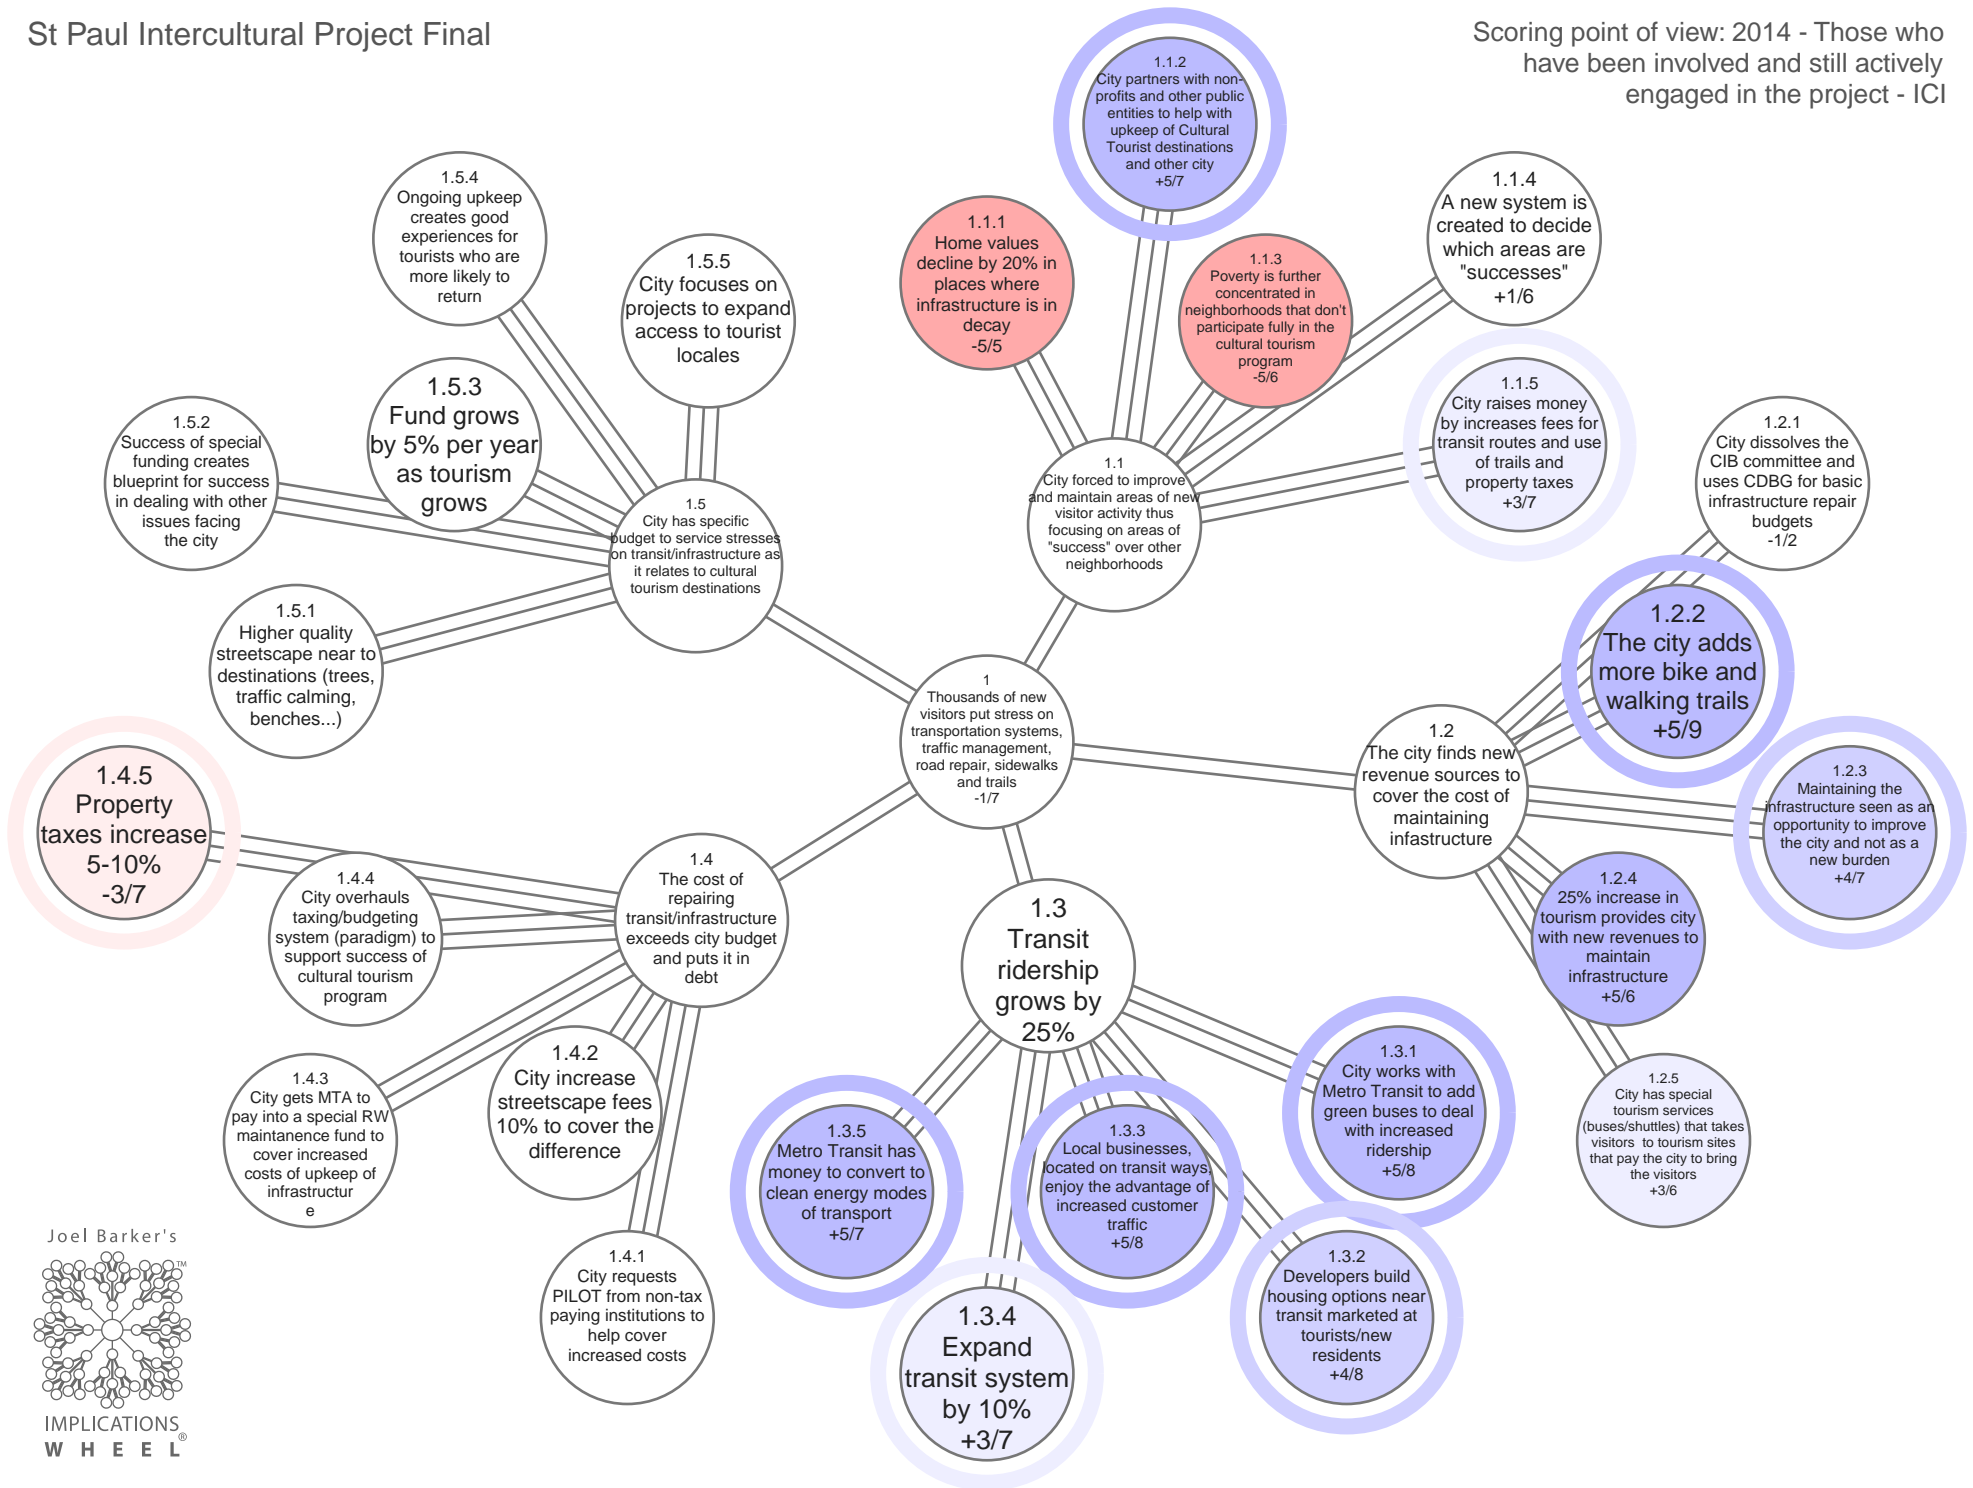 St Paul Intercultural Project Final
Scoring point of view: 2014 - Those who
have been involved and still actively
engaged in the project - ICI
1.1.2
City partners with non-
profits and other public
entities to help with
upkeep of Cultural
Tourist destinations
and other city
+5/7
1.5.4
Ongoing upkeep
creates good
experiences for
tourists who are
more likely to
return
1.1.4
A new system is
created to decide
which areas are
"successes"
+1/6
1.1.1
Home values
decline by 20% in
places where
infrastructure is in
decay
-5/5
1.5.5
City focuses on
projects to expand
access to tourist
locales
1.1.3
Poverty is further
concentrated in
neighborhoods that don't
participate fully in the
cultural tourism
program
-5/6
1.5.3
Fund grows
by 5% per year
as tourism
grows
1.1.5
City raises money
by increases fees for
transit routes and use
of trails and
property taxes
+3/7
1.5.2
Success of special
funding creates
blueprint for success
in dealing with other
issues facing
the city
1.2.1
City dissolves the
CIB committee and
uses CDBG for basic
infrastructure repair
budgets
-1/2
1.1
City forced to improve
and maintain areas of new
visitor activity thus
focusing on areas of
"success" over other
neighborhoods
1.5
City has specific
budget to service stresses
on transit/infrastructure as
it relates to cultural
tourism destinations
1.5.1
Higher quality
streetscape near to
destinations (trees,
traffic calming,
benches...)
1.2.2
The city adds
more bike and
walking trails
+5/9
1
Thousands of new
visitors put stress on
transportation systems,
traffic management,
road repair, sidewalks
and trails
-1/7
1.2
The city finds new
revenue sources to
cover the cost of
maintaining
infastructure
1.2.3
Maintaining the
infrastructure seen as an
opportunity to improve
the city and not as a
new burden
+4/7
1.4.5
Property
taxes increase
5-10%
-3/7
1.4
The cost of
repairing
transit/infrastructure
exceeds city budget
and puts it in
debt
1.4.4
City overhauls
taxing/budgeting
system (paradigm) to
support success of
cultural tourism
program
1.3
Transit
ridership
grows by
25%
1.2.4
25% increase in
tourism provides city
with new revenues to
maintain
infrastructure
+5/6
1.4.3
City gets MTA to
pay into a special RW
maintanence fund to
cover increased
costs of upkeep of
infrastructur
e
1.4.2
City increase
streetscape fees
10% to cover the
difference
1.3.1
City works with
Metro Transit to add
green buses to deal
with increased
ridership
+5/8
1.2.5
City has special
tourism services
(buses/shuttles) that takes
visitors to tourism sites
that pay the city to bring
the visitors
+3/6
1.3.5
Metro Transit has
money to convert to
clean energy modes
of transport
+5/7
1.3.3
Local businesses,
located on transit ways,
enjoy the advantage of
increased customer
traffic
+5/8
1.4.1
City requests
PILOT from non-tax
paying institutions to
help cover
increased costs
1.3.2
Developers build
housing options near
transit marketed at
tourists/new
residents
+4/8
1.3.4
Expand
transit system
by 10%
+3/7
Joel Barker's
TM
IMPLICATIONS
WHEEL®